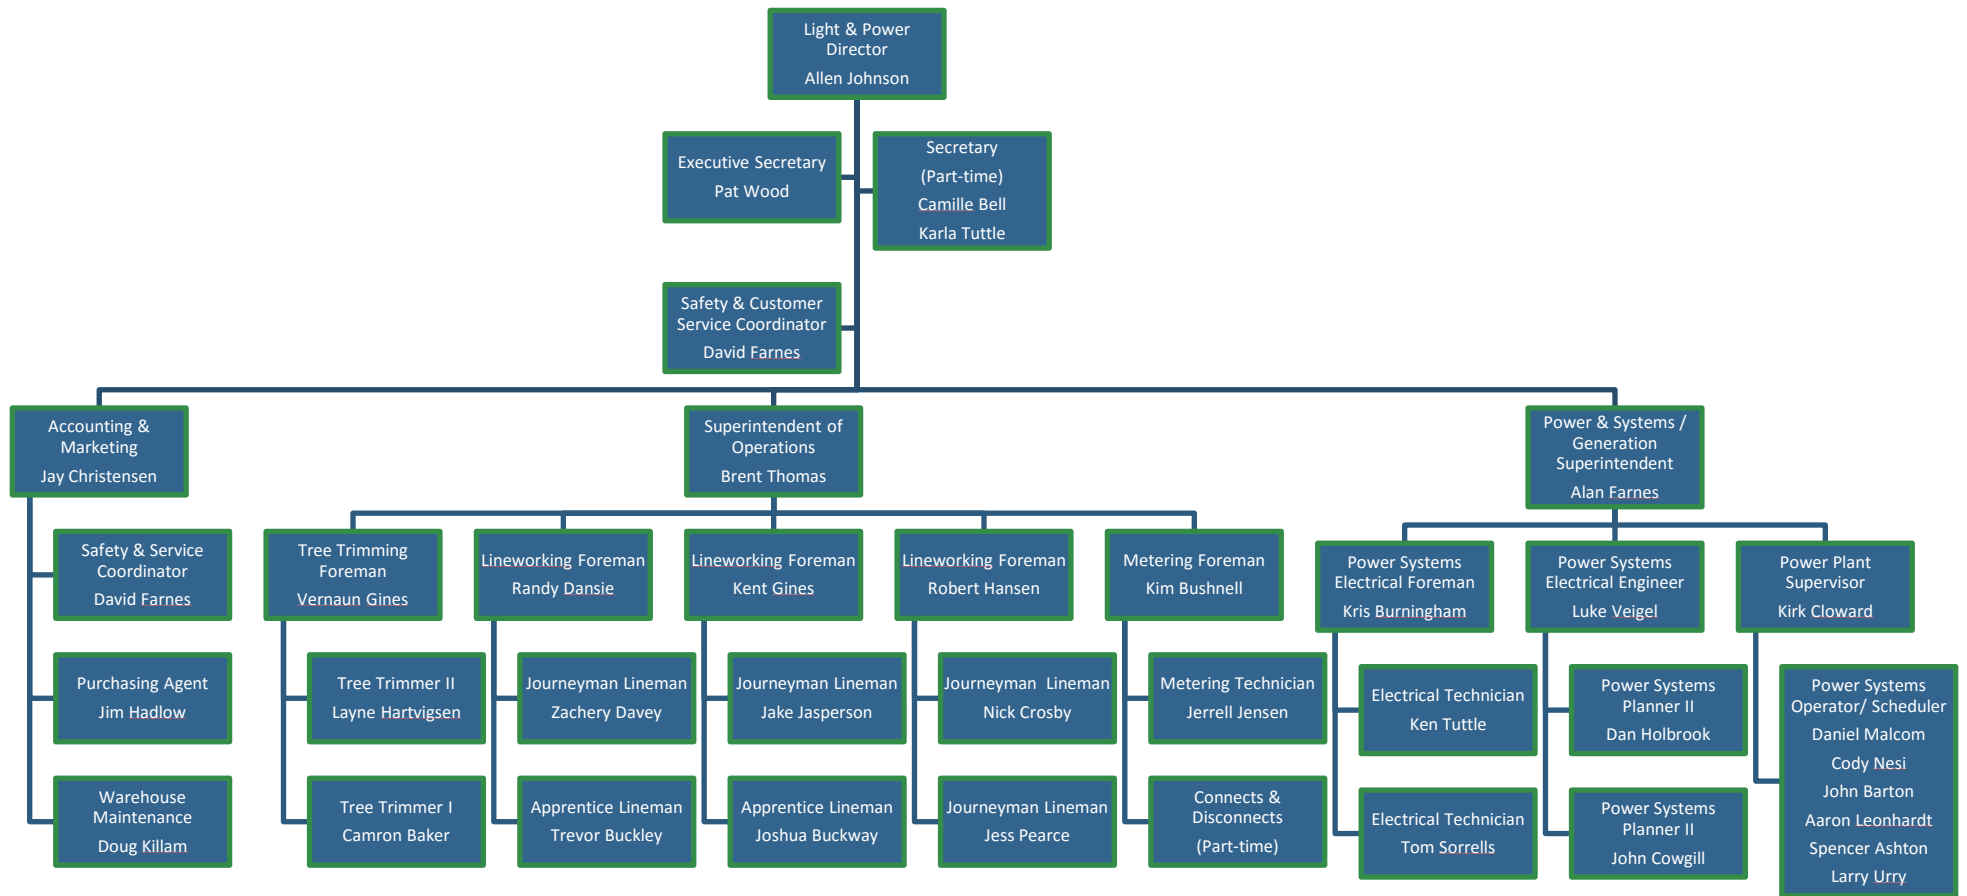 Light & Power
Director
Allen Johnson
Executive Secretary
Pat Wood
Secretary
(Part-time)
Camille Bell
Karla Tuttle
Safety & Customer
Service Coordinator
David Farnes
Accounting &
Marketing
Jay Christensen
Superintendent of
Operations
Brent Thomas
Power & Systems /
Generation
Superintendent
Alan Farnes
Safety & Service
Coordinator
David Farnes
Purchasing Agent
Jim Hadlow
Warehouse
Maintenance
Doug Killam
Tree Trimming
Foreman
Vernaun Gines
Tree Trimmer II
Layne Hartvigsen
Tree Trimmer I
Camron Baker
Lineworking Foreman
Randy Dansie
Journeyman Lineman
Zachery Davey
Apprentice Lineman
Trevor Buckley
Lineworking Foreman
Kent Gines
Journeyman Lineman
Jake Jasperson
Apprentice Lineman
Joshua Buckway
Lineworking Foreman
Robert Hansen
Journeyman  Lineman
Nick Crosby
Journeyman Lineman
Jess Pearce
Metering Foreman
Kim Bushnell
Metering Technician
Jerrell Jensen
Connects &
Disconnects
(Part-time)
Power Systems
Electrical Foreman
Kris Burningham
Electrical Technician
Ken Tuttle
Electrical Technician
Tom Sorrells
Power Systems
Electrical Engineer
Luke Veigel
Power Systems
Planner II
Dan Holbrook
Power Systems
Planner II
John Cowgill
Power Plant
Supervisor
Kirk Cloward
Power Systems
Operator/ Scheduler
Daniel Malcom
Cody Nesi
John Barton
Aaron Leonhardt
Spencer Ashton
Larry Urry